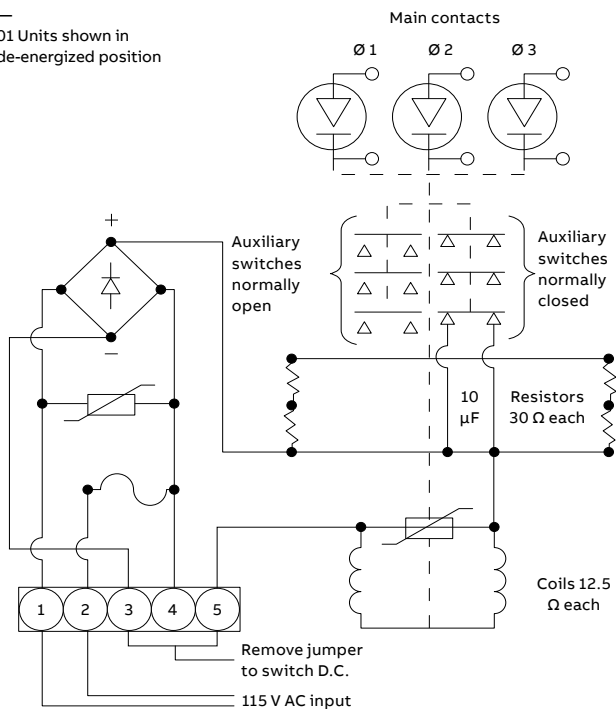 01 Units shown in
de-energized position
Main contacts
Ø 1
Ø 2
Ø 3
+
−
Auxiliary
switches
normally
open
Auxiliary
switches
normally
closed
10
µF
Resistors
30 Ω each
Coils 12.5
Ω each
1
2
3
4
5
Remove jumper
to switch D.C.
115 V AC input